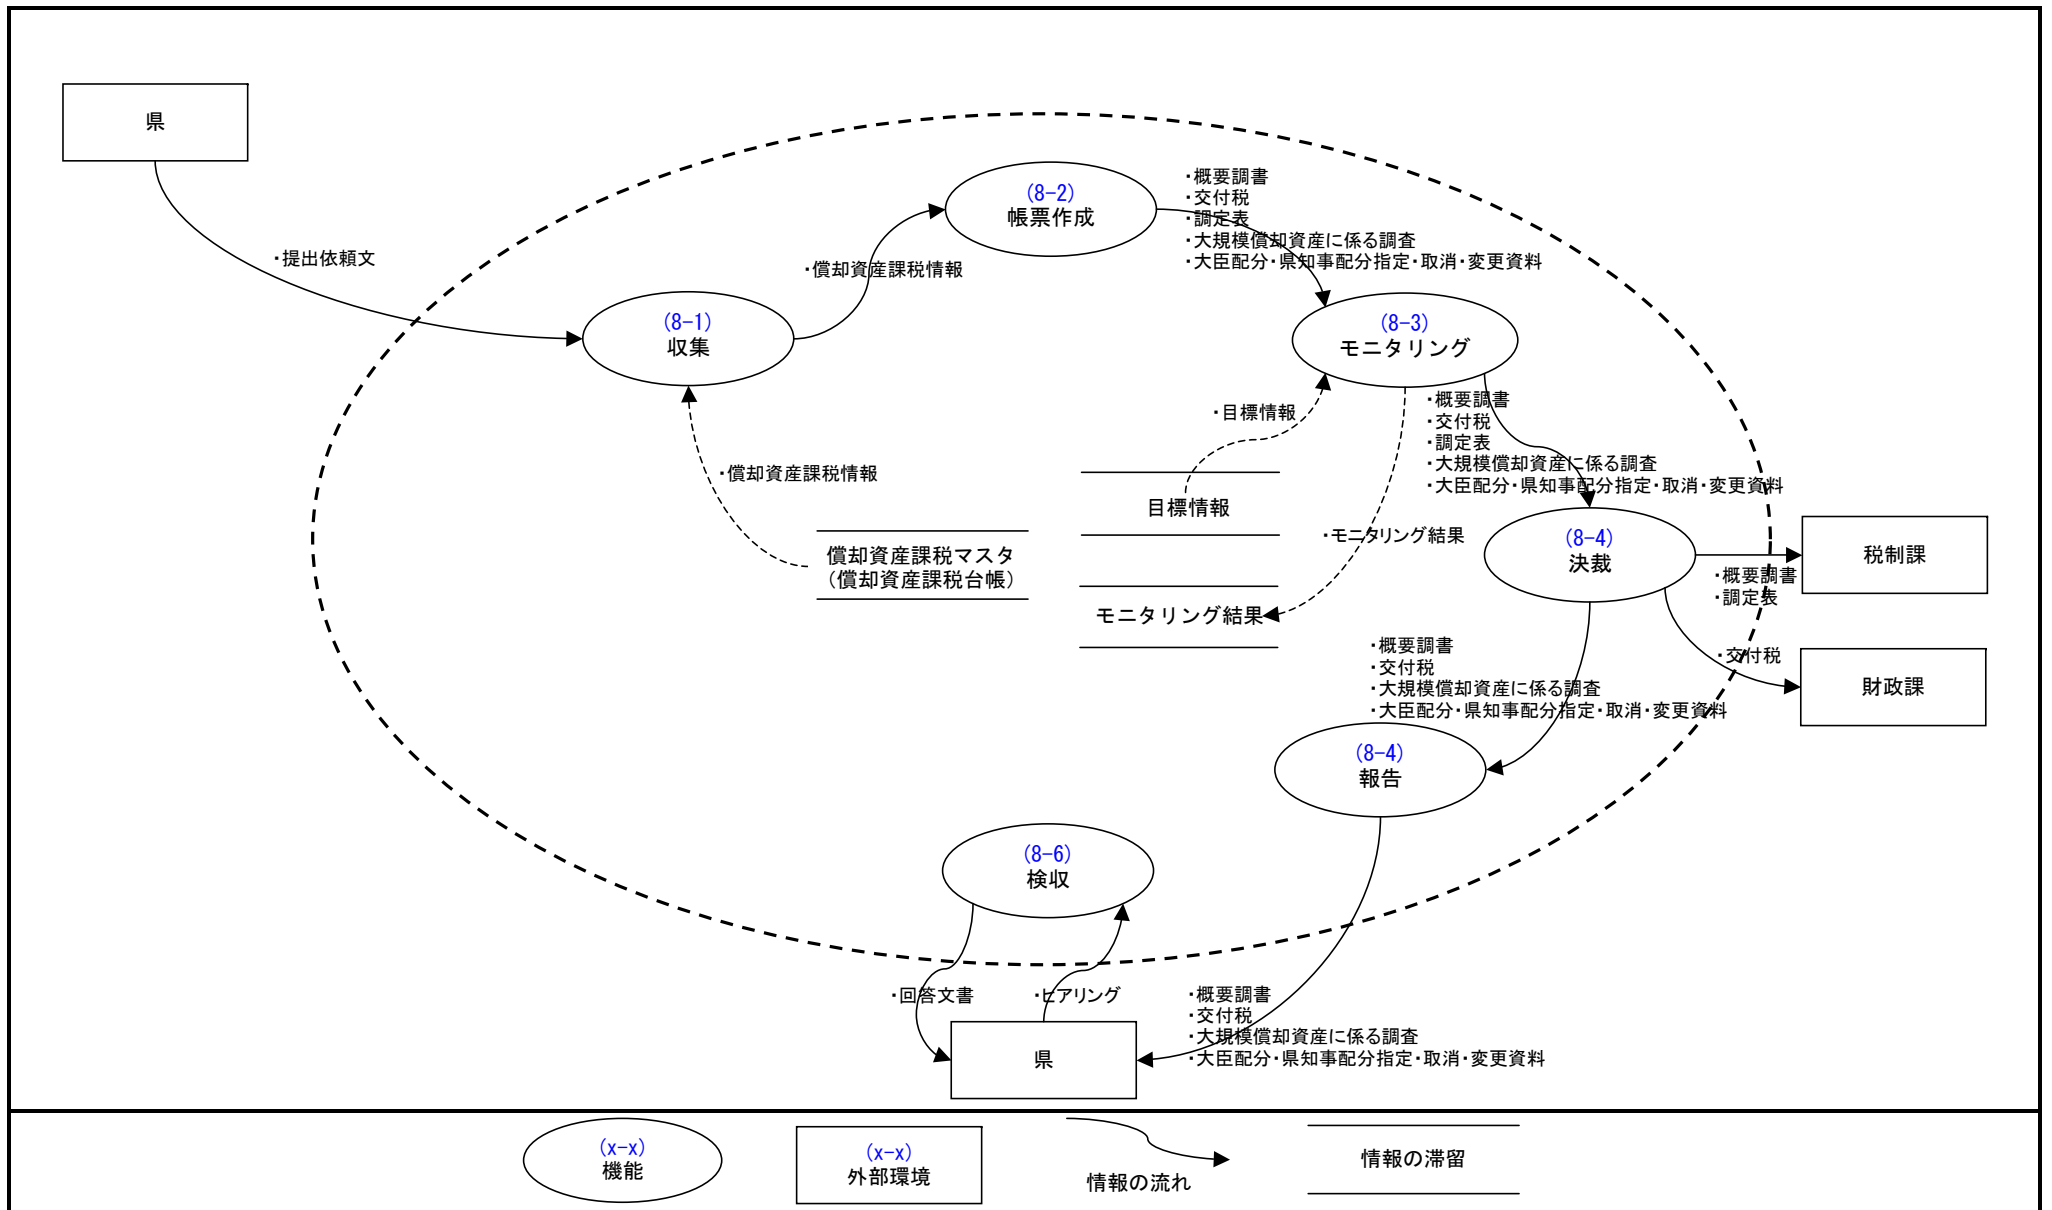 県
・提出依頼文
(8-1)
収集
・償却資産課税情報
(8-2)
帳票作成
・概要調書
・交付税
・調定表
・大規模償却資産に係る調査
・大臣配分・県知事配分指定・取消・変更資料
(8-3)
モニタリング
・目標情報
・償却資産課税情報
目標情報
償却資産課税マスタ
(償却資産課税台帳)
・モニタリング結果
モニタリング結果
・概要調書
・交付税
・調定表
・大規模償却資産に係る調査
・大臣配分・県知事配分指定・取消・変更資料
(8-4)
決裁
税制課
・概要調書
・調定表
・交付税
財政課
・概要調書
・交付税
・大規模償却資産に係る調査
・大臣配分・県知事配分指定・取消・変更資料
(8-4)
報告
(8-6)
検収
・回答文書
・ヒアリング
・概要調書
・交付税
・大規模償却資産に係る調査
・大臣配分・県知事配分指定・取消・変更資料
県
(x-x)
機能
(x-x)
外部環境
情報の流れ
情報の滞留